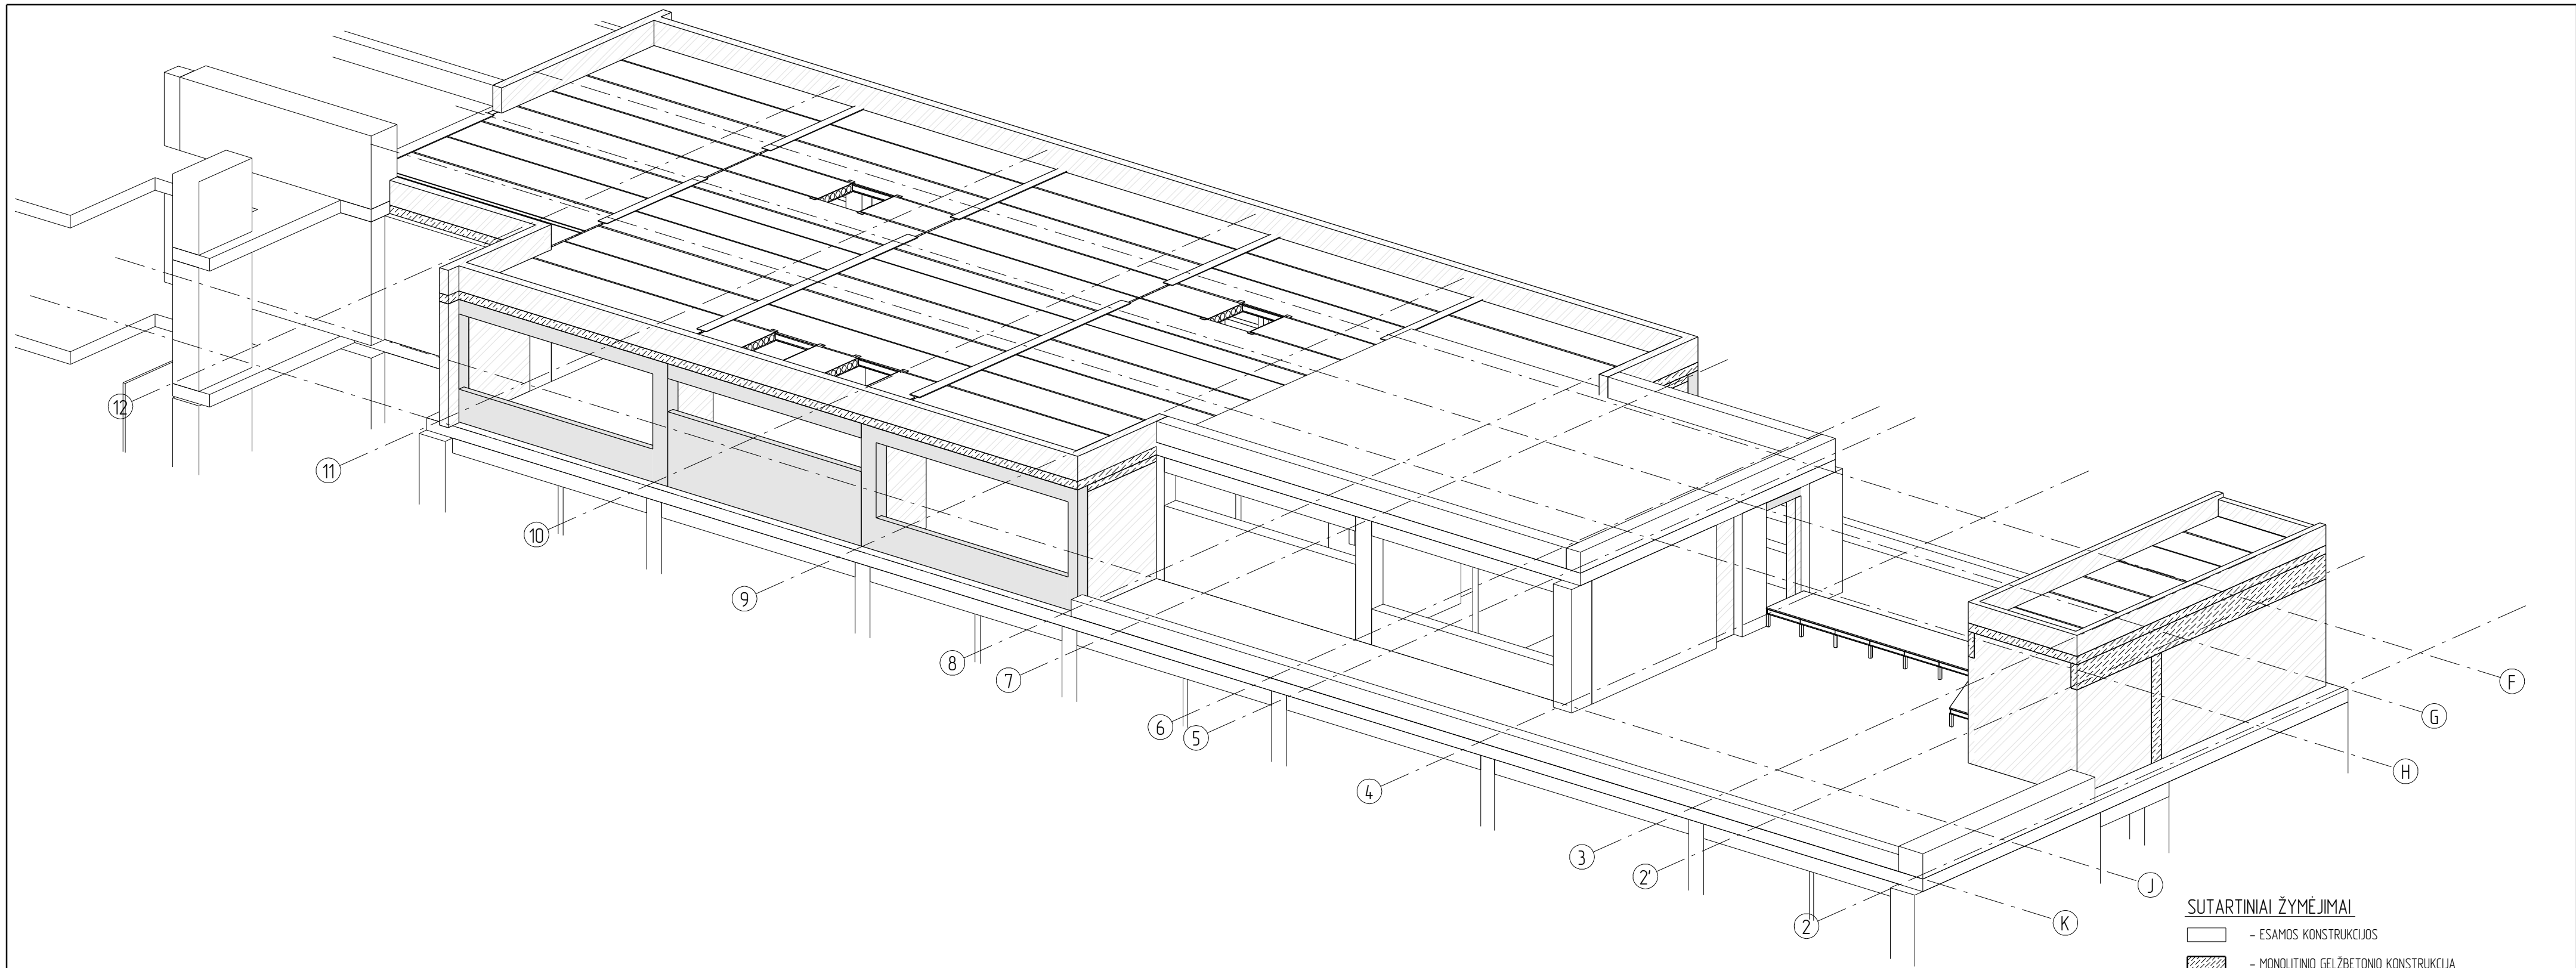 12
11
10
9
8
7
6
5
4
3
2'
2
F
G
H
J
K
SUTARTINIAI ŽYMĖJIMAI
– ESAMOS KONSTRUKCIJOS
– MONOLITINIO GELŽBETONIO KONSTRUKCIJA